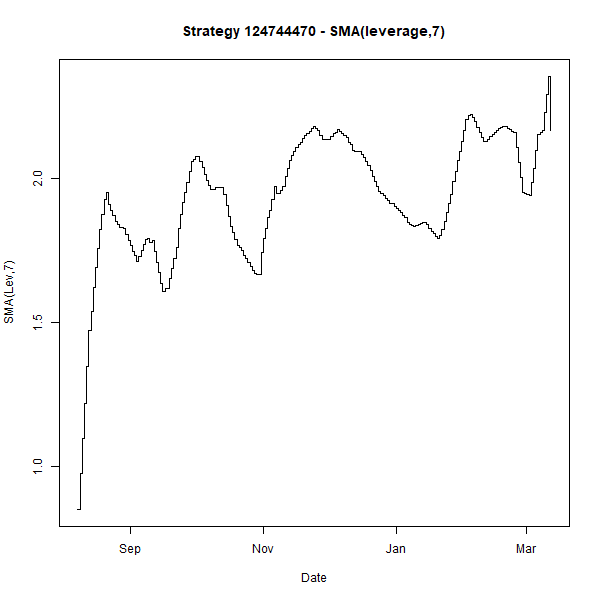 Strategy 124744470 - SMA(leverage,7)
SMA(Lev,7)
2.0
1.5
1.0
Sep Nov Jan Mar
Date